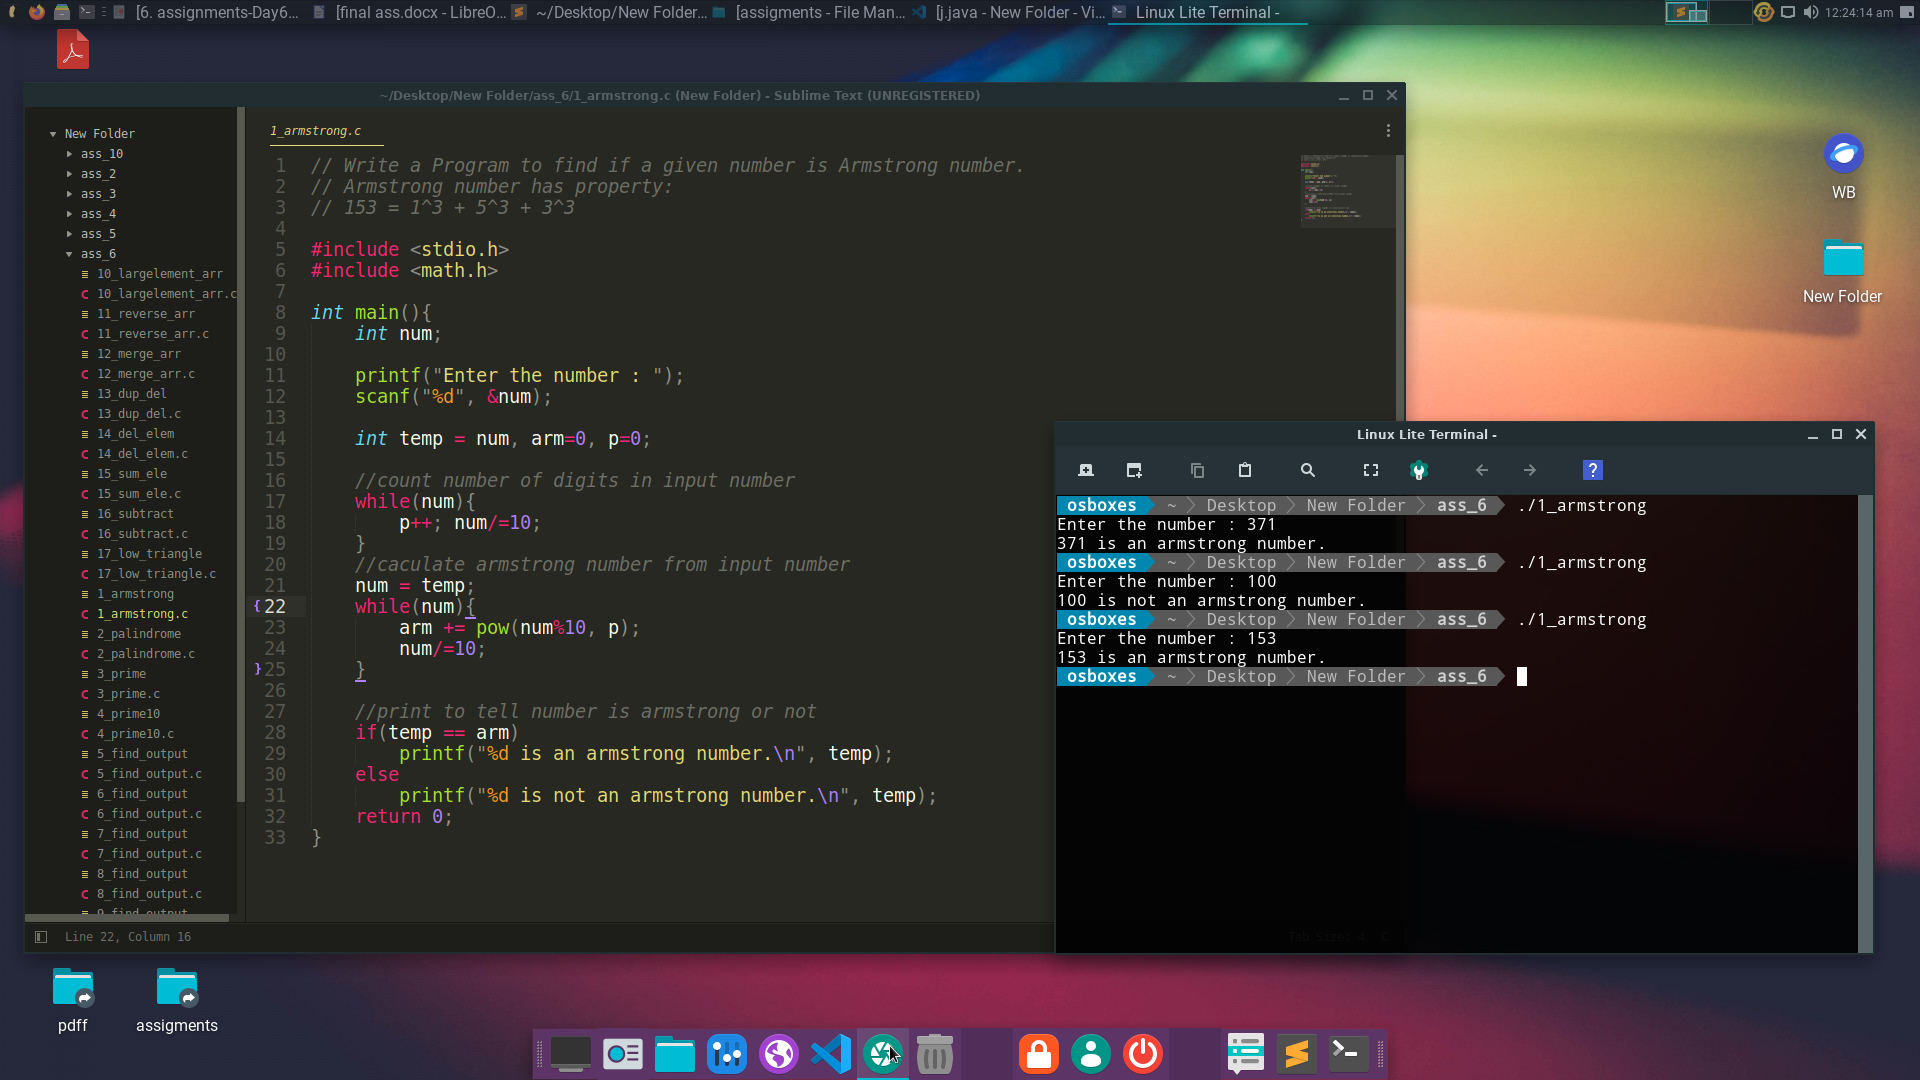 [6. assignments-Day6...
[final ass.docx - LibreO...
~/Desktop/New Folder...
[assigments - File Man...
[j.java - New Folder - Vi...
Linux Lite Terminal -
12:24:14 am
~/Desktop/New Folder/ass_6/1_armstrong.c (New Folder) - Sublime Text (UNREGISTERED)
New Folder
ass_10
ass_2
ass_3
ass_4
ass_5
ass_6
10_largelement_arr
10_largelement_arr.c
11_reverse_arr
11_reverse_arr.c
12_merge_arr
12_merge_arr.c
13_dup_del
13_dup_del.c
14_del_elem
14_del_elem.c
15_sum_ele
15_sum_ele.c
16_subtract
16_subtract.c
17_low_triangle
17_low_triangle.c
1_armstrong
1_armstrong.c
2_palindrome
2_palindrome.c
3_prime
3_prime.c
4_prime10
4_prime10.c
5_find_output
5_find_output.c
6_find_output
6_find_output.c
7_find_output
7_find_output.c
8_find_output
8_find_output.c
9_find_output
1_armstrong.c
1 // Write a Program to find if a given number is Armstrong number.
2 // Armstrong number has property:
3 // 153 = 1^3 + 5^3 + 3^3
4
5 #include <stdio.h>
6 #include <math.h>
7
8 int main(){
9     int num;
10
11     printf("Enter the number : ");
12     scanf("%d", &num);
13
14     int temp = num, arm=0, p=0;
15
16     //count number of digits in input number
17     while(num){
18         p++; num/=10;
19     }
20     //caculate armstrong number from input number
21     num = temp;
22     while(num){
23         arm += pow(num%10, p);
24         num/=10;
25     }
26
27     //print to tell number is armstrong or not
28     if(temp == arm)
29         printf("%d is an armstrong number.\n", temp);
30     else
31         printf("%d is not an armstrong number.\n", temp);
32     return 0;
33 }
Line 22, Column 16
Tab Size: 4
C
Linux Lite Terminal -
osboxes ~ Desktop New Folder ass_6 ./1_armstrong
Enter the number : 371
371 is an armstrong number.
osboxes ~ Desktop New Folder ass_6 ./1_armstrong
Enter the number : 100
100 is not an armstrong number.
osboxes ~ Desktop New Folder ass_6 ./1_armstrong
Enter the number : 153
153 is an armstrong number.
osboxes ~ Desktop New Folder ass_6
WB
New Folder
pdff
assigments